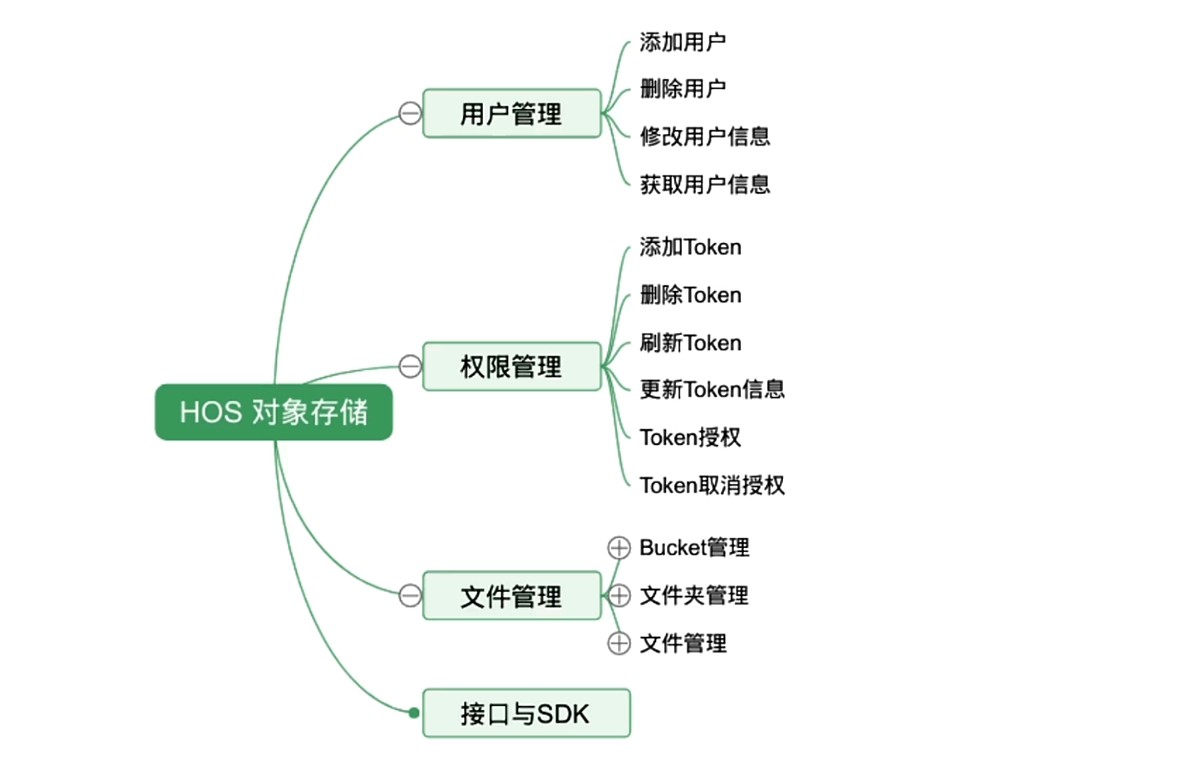 HOS 对象存储
用户管理
添加用户
删除用户
修改用户信息
获取用户信息
权限管理
添加Token
删除Token
刷新Token
更新Token信息
Token授权
Token取消授权
文件管理
Bucket管理
文件夹管理
文件管理
接口与SDK